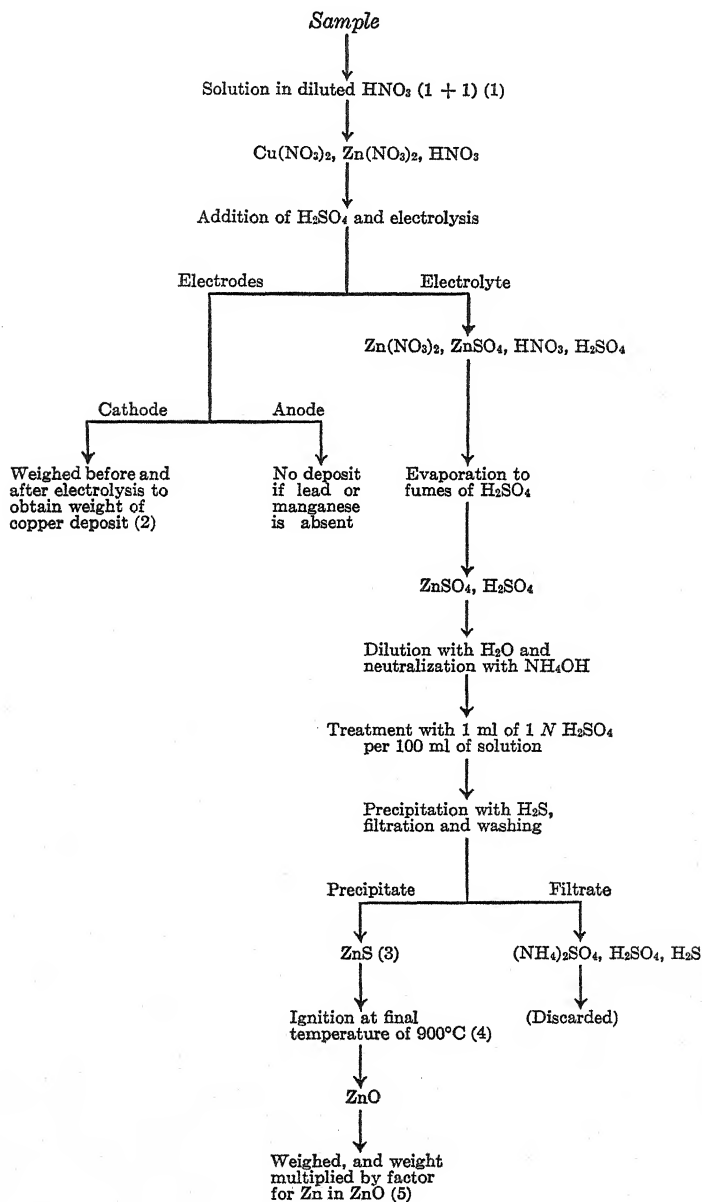 Sample
Solution in diluted HNO₃ (1 + 1) (1)
Cu(NO₃)₂, Zn(NO₃)₂, HNO₃
Addition of H₂SO₄ and electrolysis
Electrodes
Electrolyte
Zn(NO₃)₂, ZnSO₄, HNO₃, H₂SO₄
Cathode
Anode
Weighed before and
after electrolysis to
obtain weight of
copper deposit (2)
No deposit
if lead or
manganese
is absent
Evaporation to
fumes of H₂SO₄
ZnSO₄, H₂SO₄
Dilution with H₂O and
neutralization with NH₄OH
Treatment with 1 ml of 1 N H₂SO₄
per 100 ml of solution
Precipitation with H₂S,
filtration and washing
Precipitate
Filtrate
ZnS (3)
(NH₄)₂SO₄, H₂SO₄, H₂S
Ignition at final
temperature of 900°C (4)
(Discarded)
ZnO
Weighed, and weight
multiplied by factor
for Zn in ZnO (5)